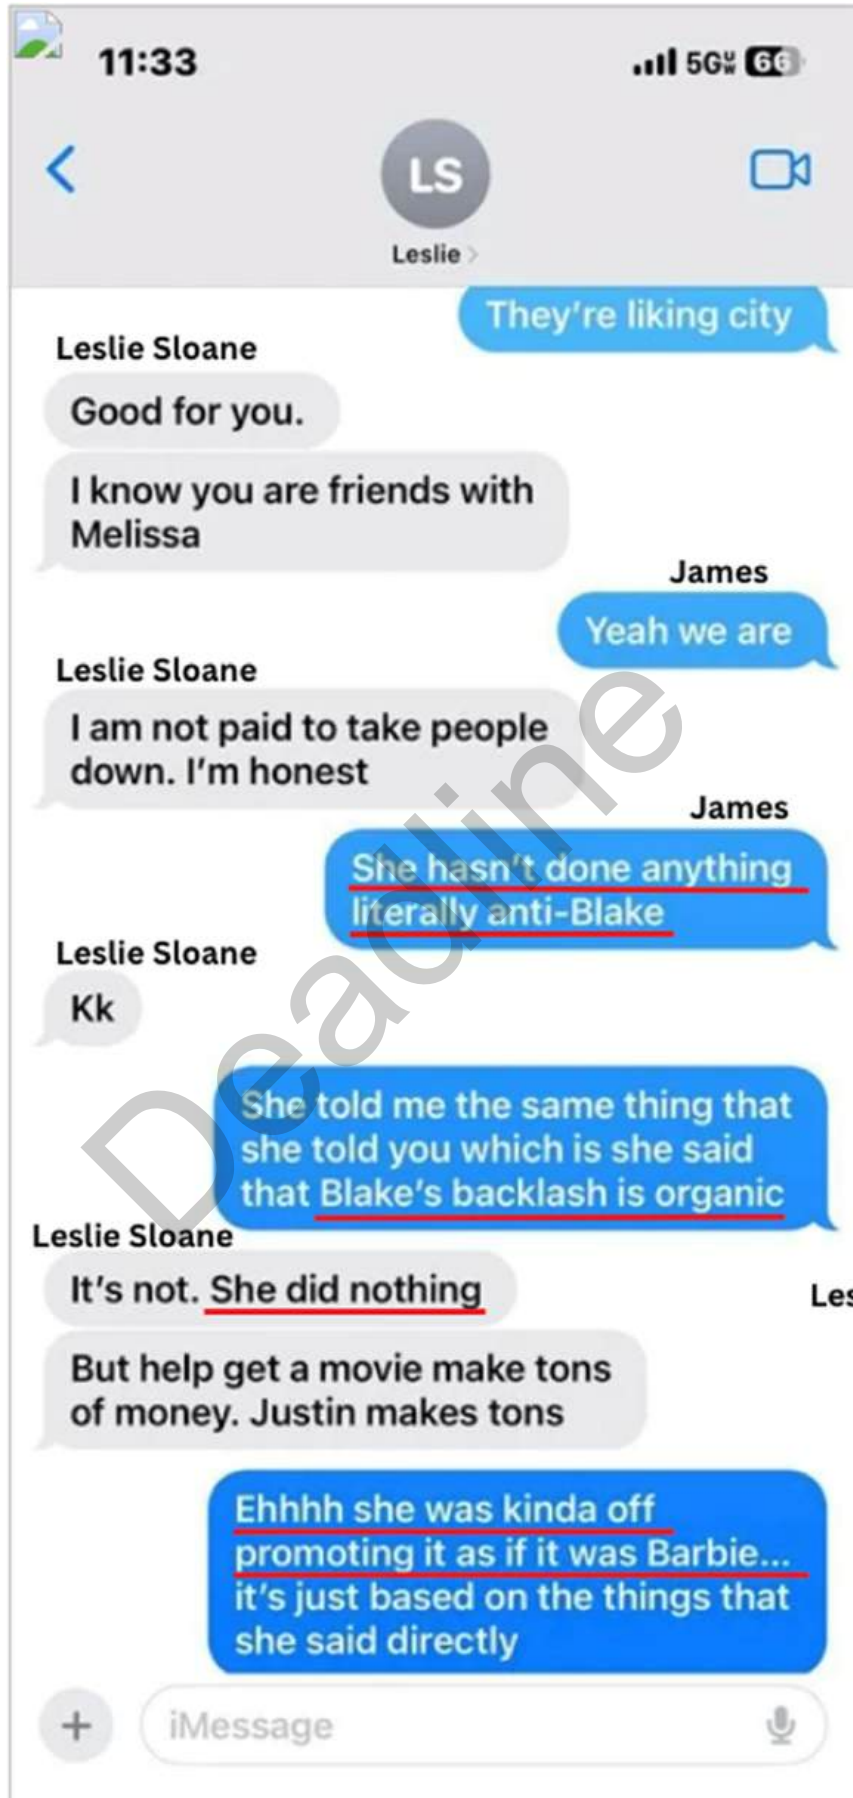 11:33
5G UW 66
LS
Leslie
They're liking city
Leslie Sloane
Good for you.
I know you are friends with
Melissa
James
Yeah we are
Leslie Sloane
I am not paid to take people
down. I'm honest
James
She hasn't done anything
literally anti-Blake
Leslie Sloane
Kk
She told me the same thing that
she told you which is she said
that Blake's backlash is organic
Leslie Sloane
It's not. She did nothing
Les
But help get a movie make tons
of money. Justin makes tons
Ehhhh she was kinda off
promoting it as if it was Barbie...
it's just based on the things that
she said directly
iMessage
Deadline